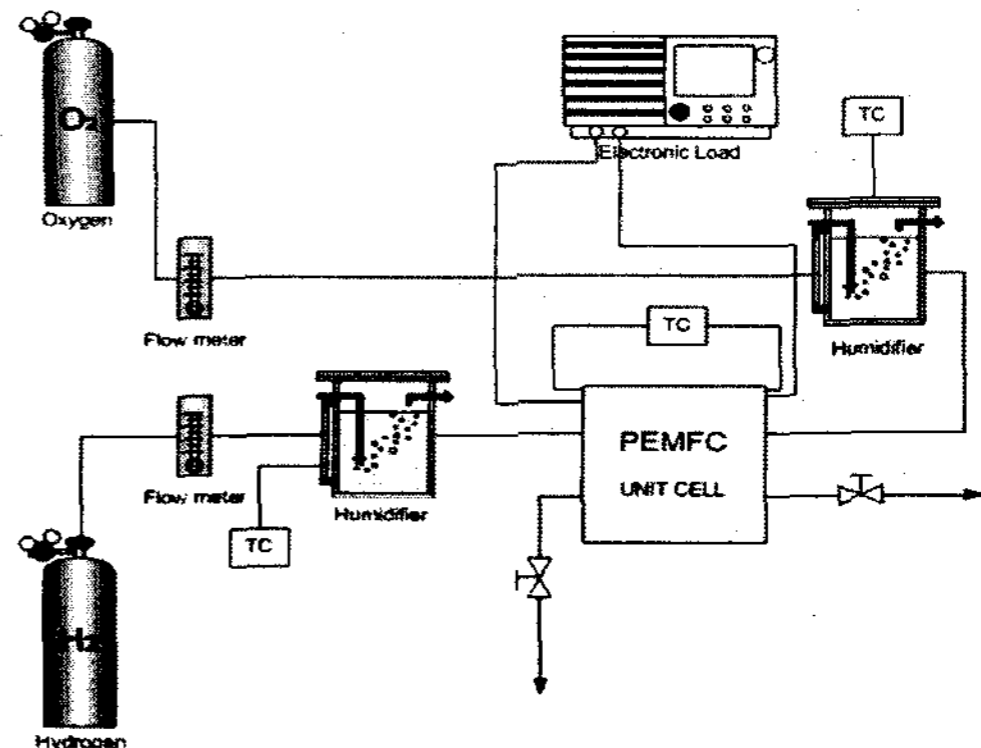 O₂
Oxygen
Electronic Load
TC
Humidifier
Flow meter
TC
Flow meter
Humidifier
TC
PEMFC
UNIT CELL
H₂
Hydrogen